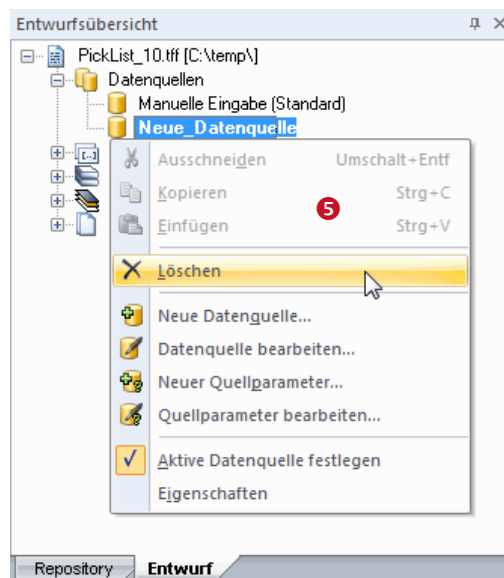 Entwurfsübersicht
PickList_10.tff [C:\temp\]
Datenquellen
Manuelle Eingabe (Standard)
Neue_Datenquelle
Ausschneiden Umschalt+Entf
Kopieren Strg+C
5
Einfügen Strg+V
Löschen
Neue Datenquelle...
Datenquelle bearbeiten...
Neuer Quellparameter...
Quellparameter bearbeiten...
Aktive Datenquelle festlegen
Eigenschaften
Repository Entwurf